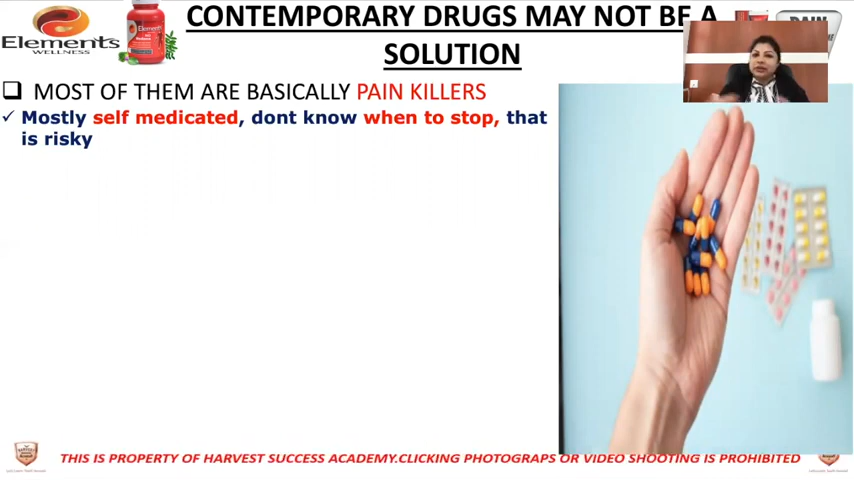 Elements
WELLNESS
CONTEMPORARY DRUGS MAY NOT BE A
SOLUTION
MOST OF THEM ARE BASICALLY PAIN KILLERS
Mostly self medicated, dont know when to stop, that
is risky
THIS IS PROPERTY OF HARVEST SUCCESS ACADEMY.CLICKING PHOTOGRAPS OR VIDEO SHOOTING IS PROHIBITED